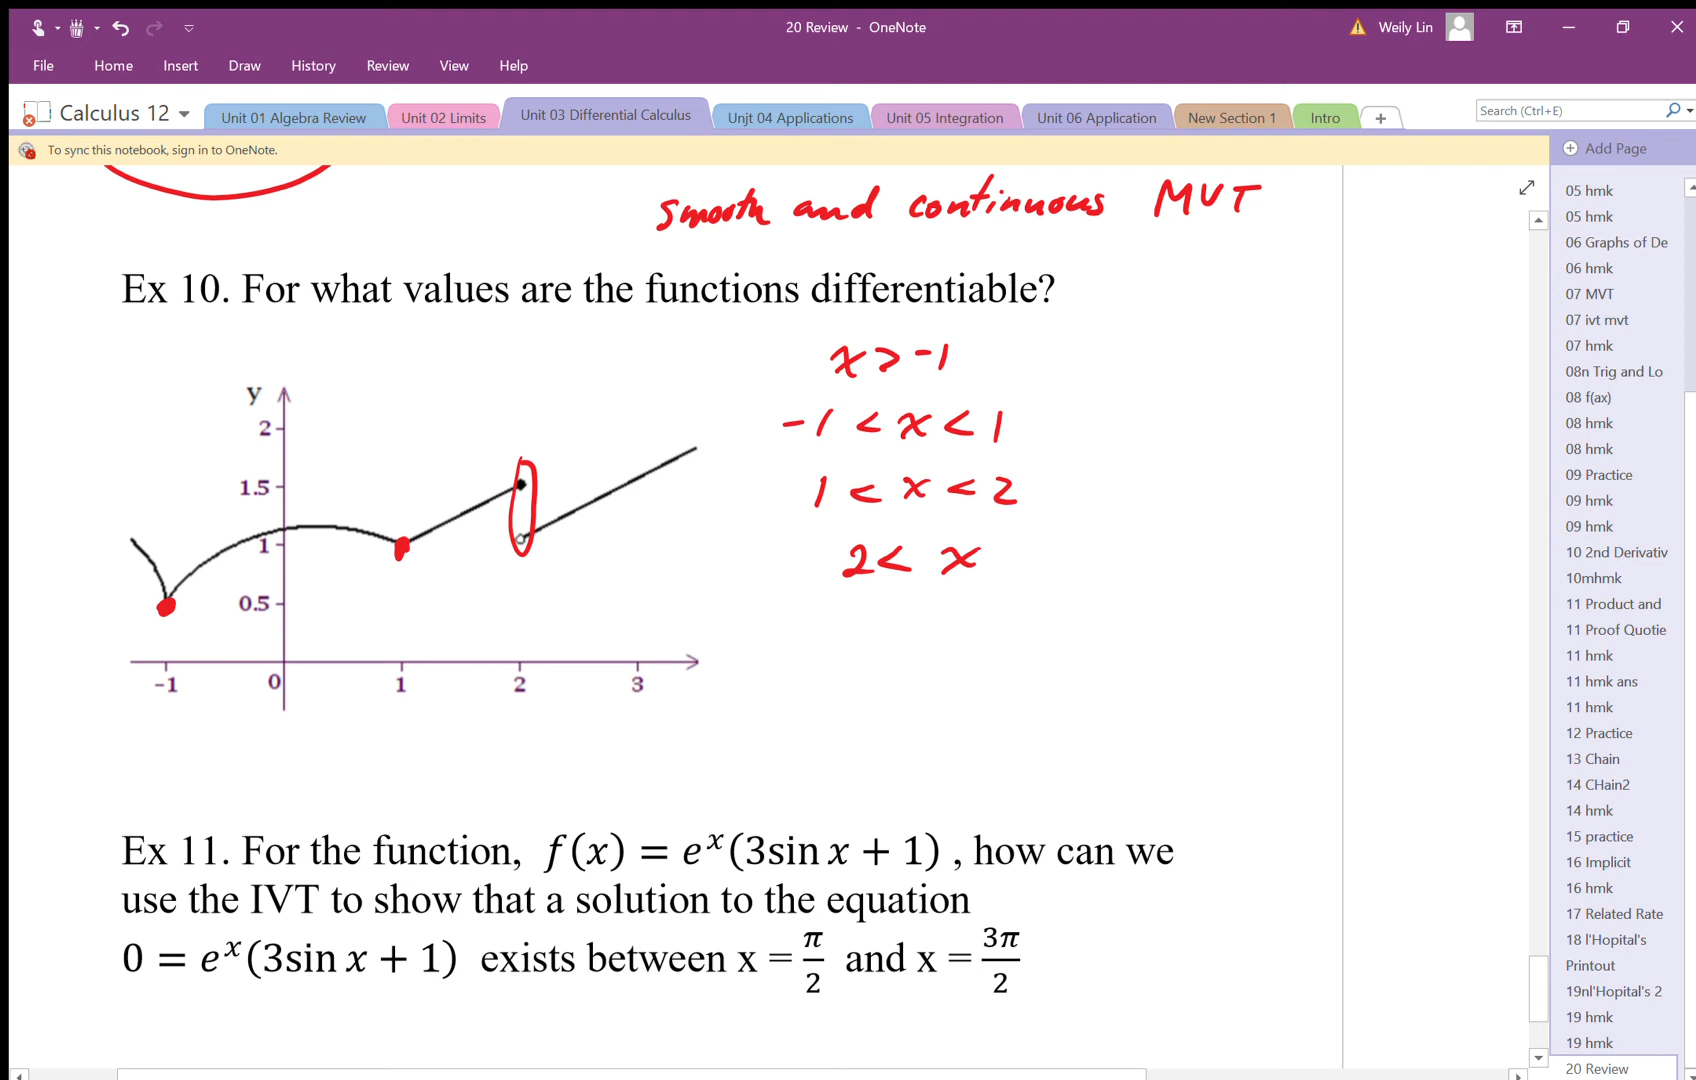 20 Review - OneNote
Weily Lin
File Home Insert Draw History Review View Help
Calculus 12
Unit 01 Algebra Review
Unit 02 Limits
Unit 03 Differential Calculus
Unit 04 Applications
Unit 05 Integration
Unit 06 Application
New Section 1
Intro
+
Search (Ctrl+E)
To sync this notebook, sign in to OneNote.
smooth and continuous MVT
Ex 10. For what values are the functions differentiable?
x > -1
-1 < x < 1
1 < x < 2
2 < x
y
2
1.5
1
0.5
-1 0 1 2 3
Ex 11. For the function, f(x) = e^x(3sin x + 1) , how can we
use the IVT to show that a solution to the equation
0 = e^x(3sin x + 1) exists between x = π/2 and x = 3π/2
Add Page
05 hmk
05 hmk
06 Graphs of De
06 hmk
07 MVT
07 ivt mvt
07 hmk
08n Trig and Lo
08 f(ax)
08 hmk
08 hmk
09 Practice
09 hmk
09 hmk
10 2nd Derivativ
10mhmk
11 Product and
11 Proof Quotie
11 hmk
11 hmk ans
11 hmk
12 Practice
13 Chain
14 CHain2
14 hmk
15 practice
16 Implicit
16 hmk
17 Related Rate
18 l'Hopital's
Printout
19nl'Hopital's 2
19 hmk
19 hmk
20 Review